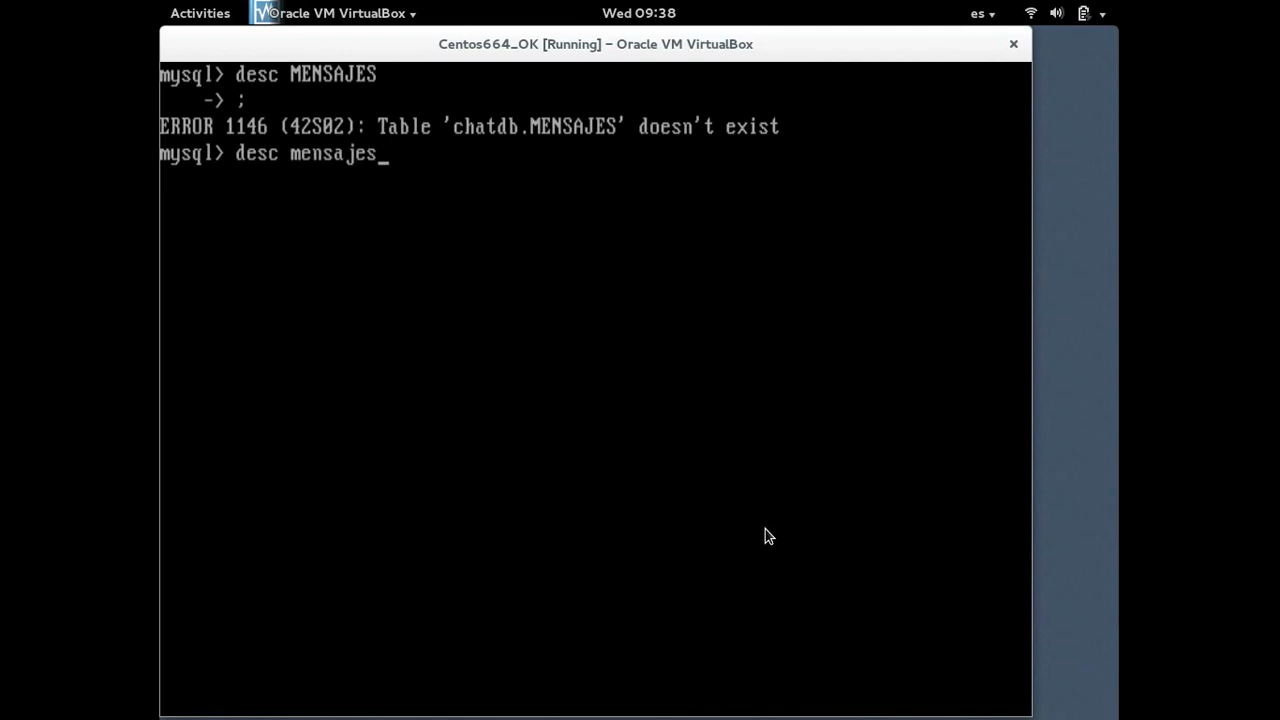 Activities Oracle VM VirtualBox Wed 09:38 es
Centos664_OK [Running] – Oracle VM VirtualBox ×
mysql> desc MENSAJES
-> ;
ERROR 1146 (42S02): Table 'chatdb.MENSAJES' doesn't exist
mysql> desc mensajes_